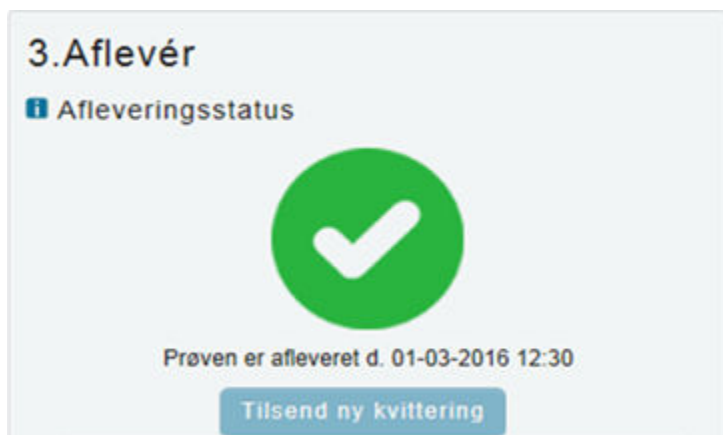 3.Aflevér
Afleveringsstatus
Prøven er afleveret d. 01-03-2016 12:30
Tilsend ny kvittering